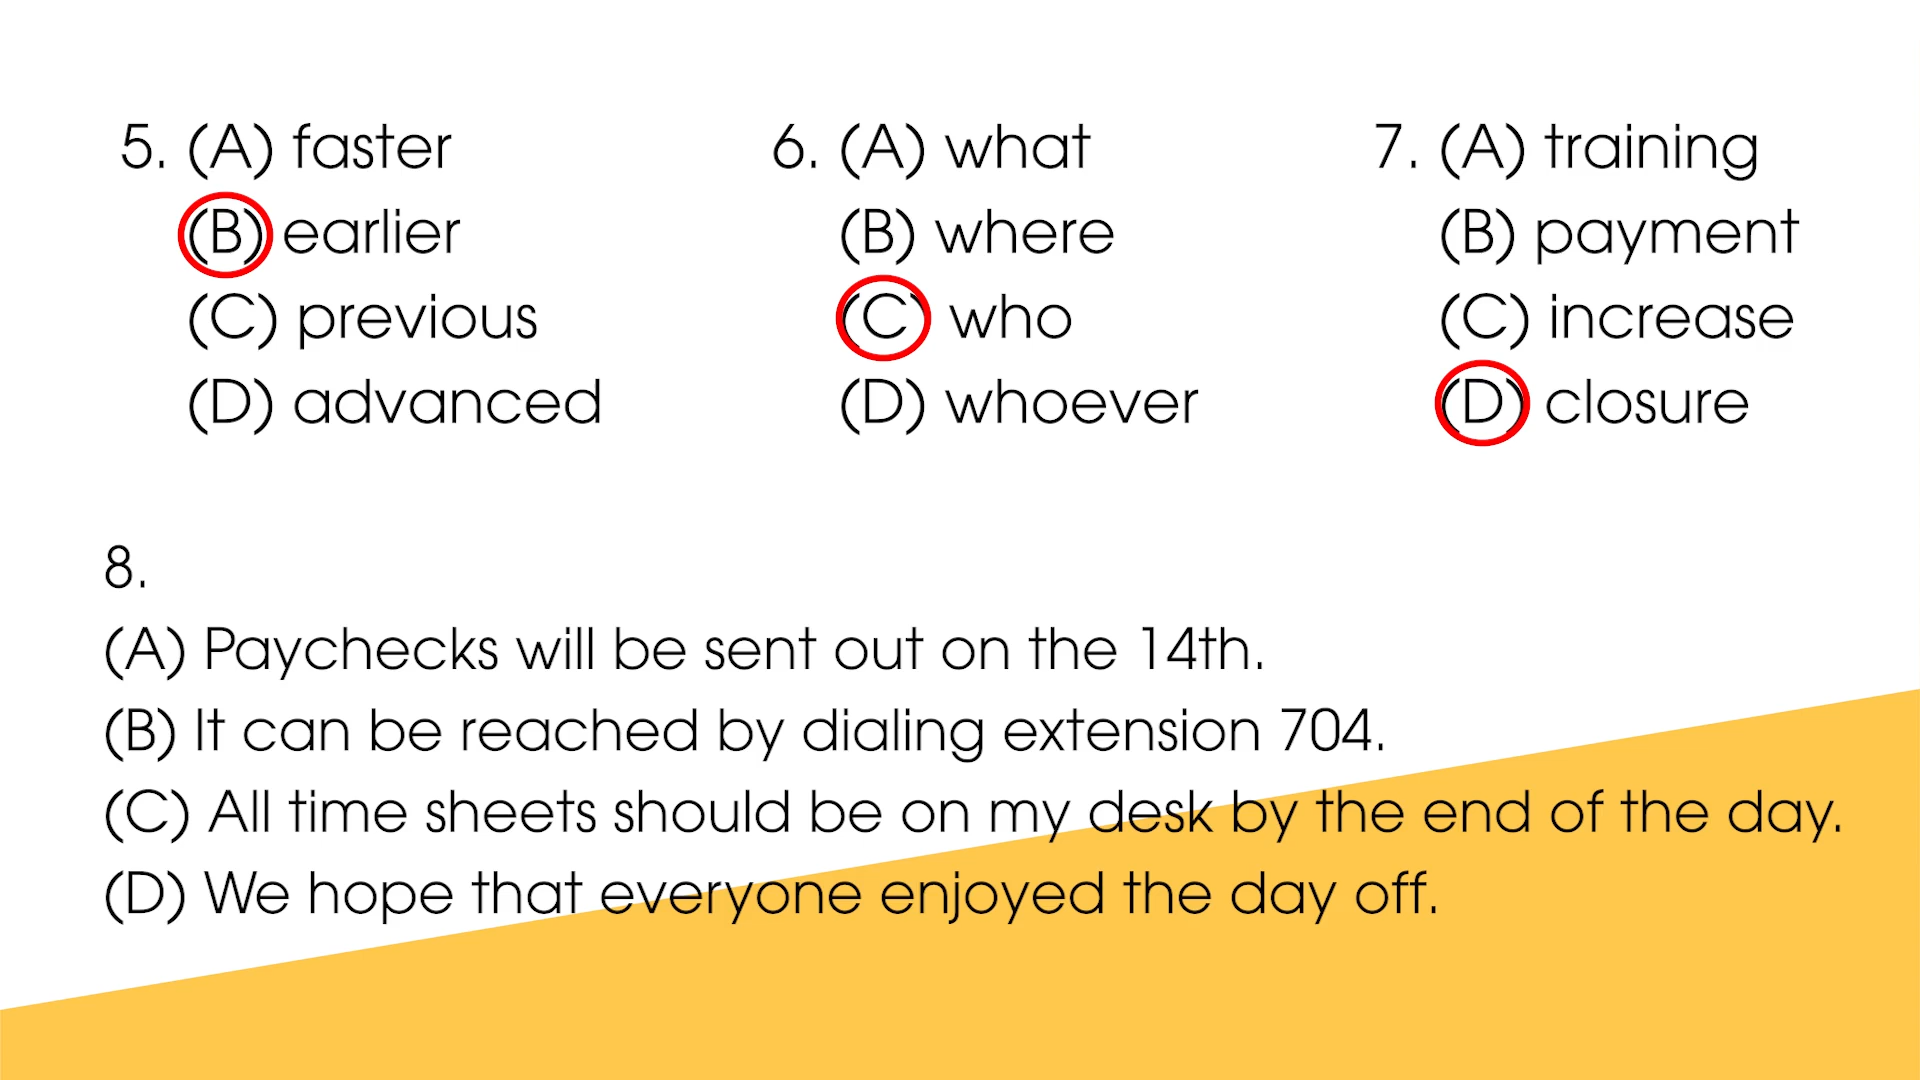 5. (A) faster
(B) earlier
(C) previous
(D) advanced
6. (A) what
(B) where
(C) who
(D) whoever
7. (A) training
(B) payment
(C) increase
(D) closure
8.
(A) Paychecks will be sent out on the 14th.
(B) It can be reached by dialing extension 704.
(C) All time sheets should be on my desk by the end of the day.
(D) We hope that everyone enjoyed the day off.